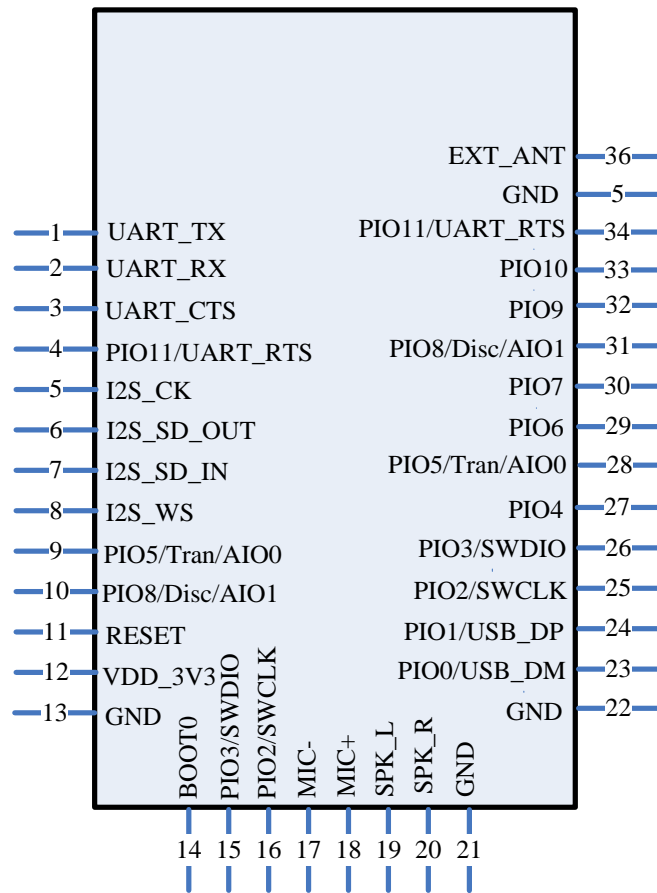 1 UART_TX
2 UART_RX
3 UART_CTS
4 PIO11/UART_RTS
5 I2S_CK
6 I2S_SD_OUT
7 I2S_SD_IN
8 I2S_WS
9 PIO5/Tran/AIO0
10 PIO8/Disc/AIO1
11 RESET
12 VDD_3V3
13 GND
BOOT0
PIO3/SWDIO
PIO2/SWCLK
MIC-
MIC+
SPK_L
SPK_R
GND
14 15 16 17 18 19 20 21
EXT_ANT 36
GND 5
PIO11/UART_RTS 34
PIO10 33
PIO9 32
PIO8/Disc/AIO1 31
PIO7 30
PIO6 29
PIO5/Tran/AIO0 28
PIO4 27
PIO3/SWDIO 26
PIO2/SWCLK 25
PIO1/USB_DP 24
PIO0/USB_DM 23
GND 22